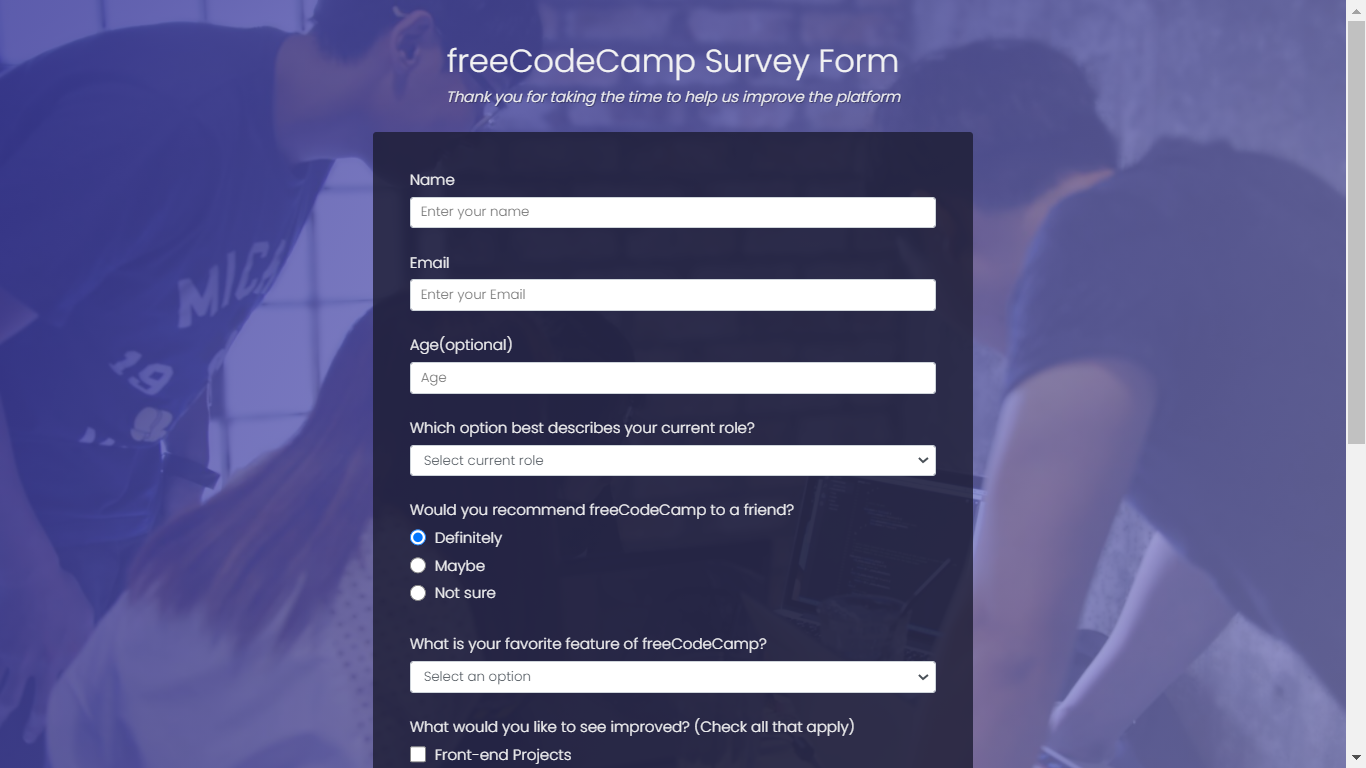 freeCodeCamp Survey Form
Thank you for taking the time to help us improve the platform
Name
Enter your name
Email
Enter your Email
Age(optional)
Age
Which option best describes your current role?
Select current role
Would you recommend freeCodeCamp to a friend?
Definitely
Maybe
Not sure
What is your favorite feature of freeCodeCamp?
Select an option
What would you like to see improved? (Check all that apply)
Front-end Projects
19